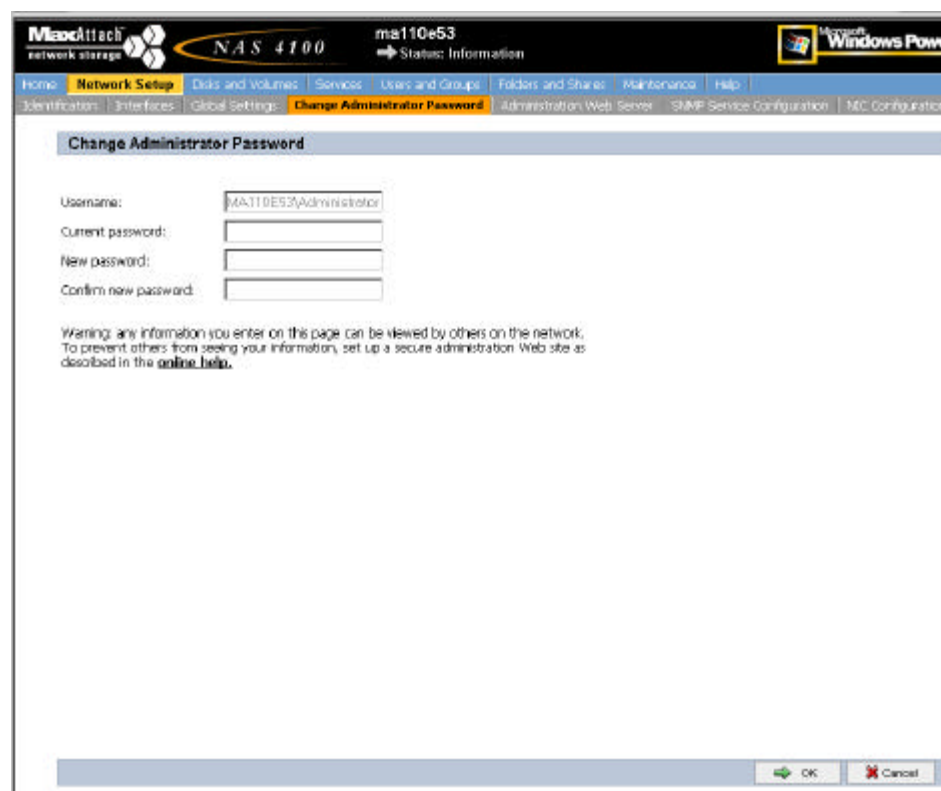 MaxAttach
network storage
NAS 4100
ma110e53
Status: Information
Microsoft
Windows Pow
Home Network Setup Disks and Volumes Services Users and Groups Folders and Shares Maintenance Help
Identification Interfaces Global Settings Change Administrator Password Administration Web Server SNMP Service Configuration NIC Configuratio
Change Administrator Password
Username: MA110E53\Administrator
Current password:
New password:
Confirm new password:
Warning: any information you enter on this page can be viewed by others on the network.
To prevent others from seeing your information, set up a secure administration Web site as
described in the online help.
OK Cancel